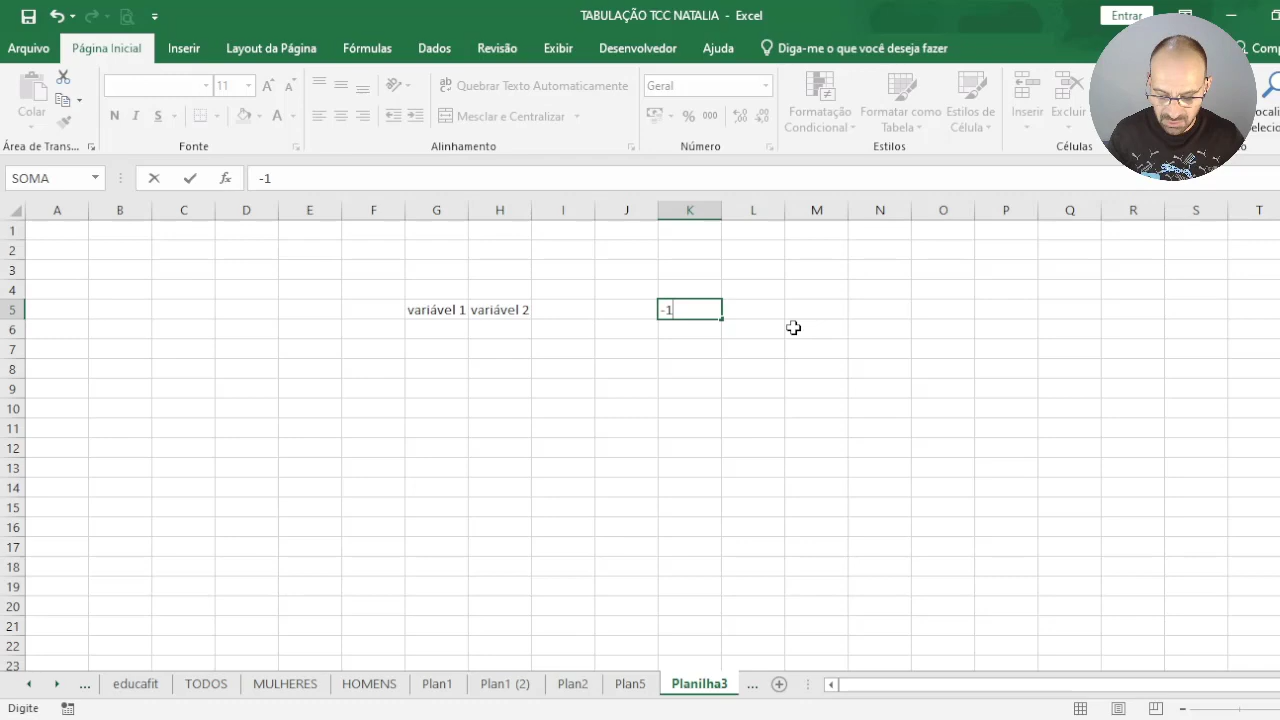 TABULAÇÃO TCC NATALIA - Excel
Entrar
Arquivo Página Inicial Inserir Layout da Página Fórmulas Dados Revisão Exibir Desenvolvedor Ajuda Diga-me o que você deseja fazer
Colar
Área de Trans...
11
N I S
Fonte
Quebrar Texto Automaticamente
Mesclar e Centralizar
Alinhamento
Geral
% 000
Número
Formatação Condicional
Formatar como Tabela
Estilos de Célula
Estilos
Inserir Excluir
Células
SOMA
fx
-1
A B C D E F G H I J K L M N O P Q R S T
1
2
3
4
5 variável 1 variável 2 -1
6
7
8
9
10
11
12
13
14
15
16
17
18
19
20
21
22
23
... educafit TODOS MULHERES HOMENS Plan1 Plan1 (2) Plan2 Plan5 Planilha3 ...
Digite